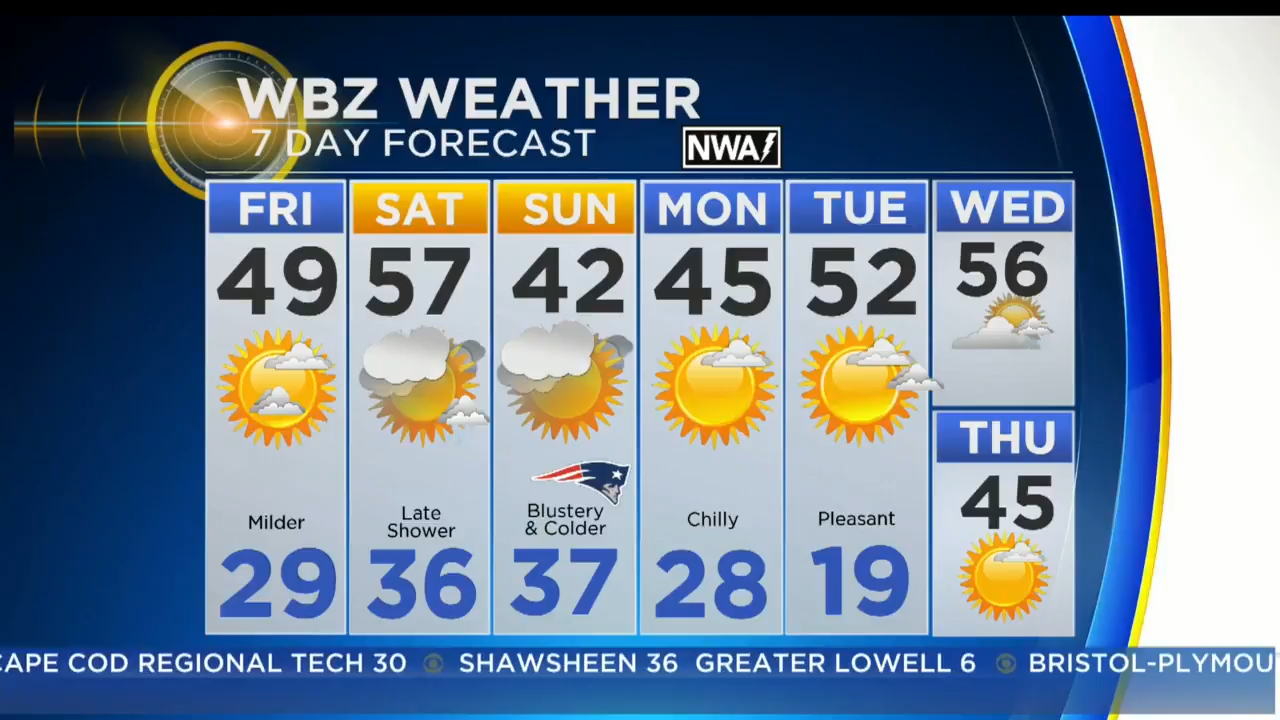 WBZ WEATHER
7 DAY FORECAST
NWA
FRI
49
Milder
29
SAT
57
Late
Shower
36
SUN
42
Blustery
& Colder
37
MON
45
Chilly
28
TUE
52
Pleasant
19
WED
56
THU
45
CAPE COD REGIONAL TECH 30 SHAWSHEEN 36 GREATER LOWELL 6 BRISTOL-PLYMOU